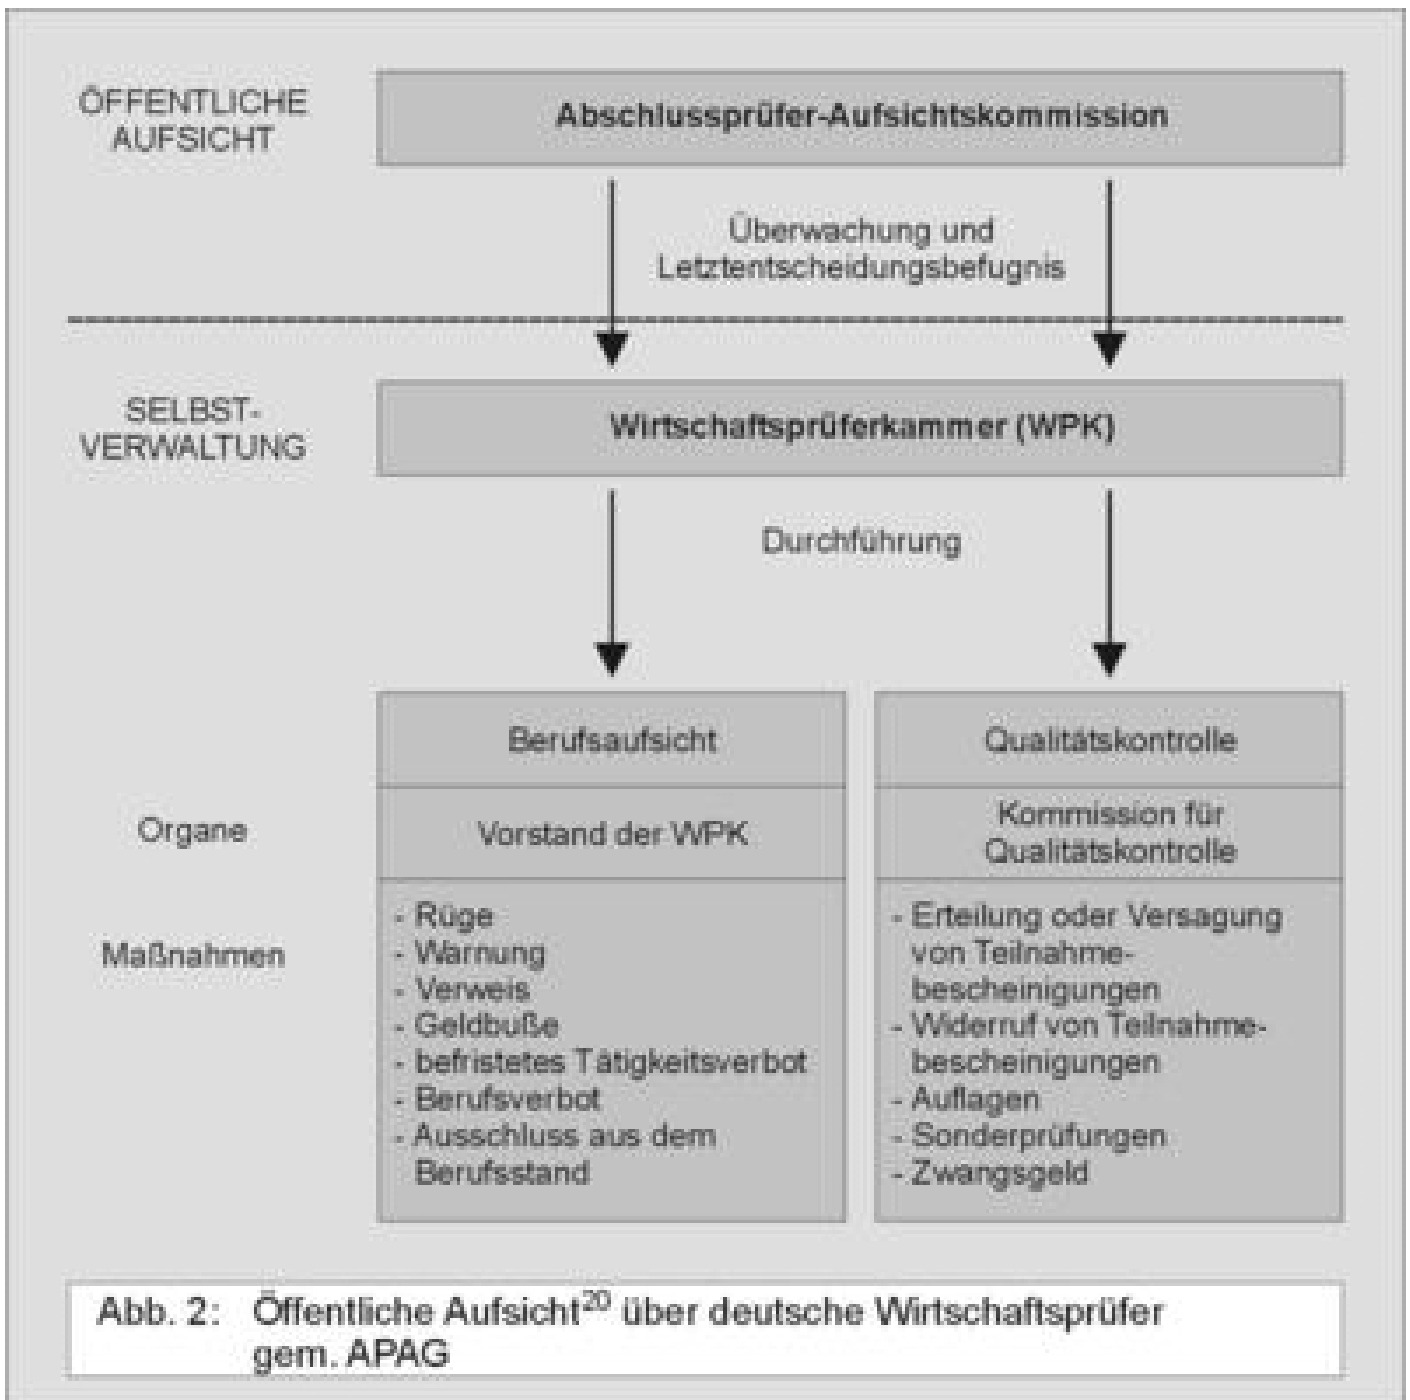 ÖFFENTLICHE
AUFSICHT
Abschlussprüfer-Aufsichtskommission
Überwachung und
Letztentscheidungsbefugnis
SELBST-
VERWALTUNG
Wirtschaftsprüferkammer (WPK)
Durchführung
Berufsaufsicht
Qualitätskontrolle
Organe
Vorstand der WPK
Kommission für
Qualitätskontrolle
Maßnahmen
- Rüge
- Warnung
- Verweis
- Geldbuße
- befristetes Tätigkeitsverbot
- Berufsverbot
- Ausschluss aus dem
Berufsstand
- Erteilung oder Versagung
von Teilnahme-
bescheinigungen
- Widerruf von Teilnahme-
bescheinigungen
- Auflagen
- Sonderprüfungen
- Zwangsgeld
Abb. 2: Öffentliche Aufsicht²⁰ über deutsche Wirtschaftsprüfer
gem. APAG